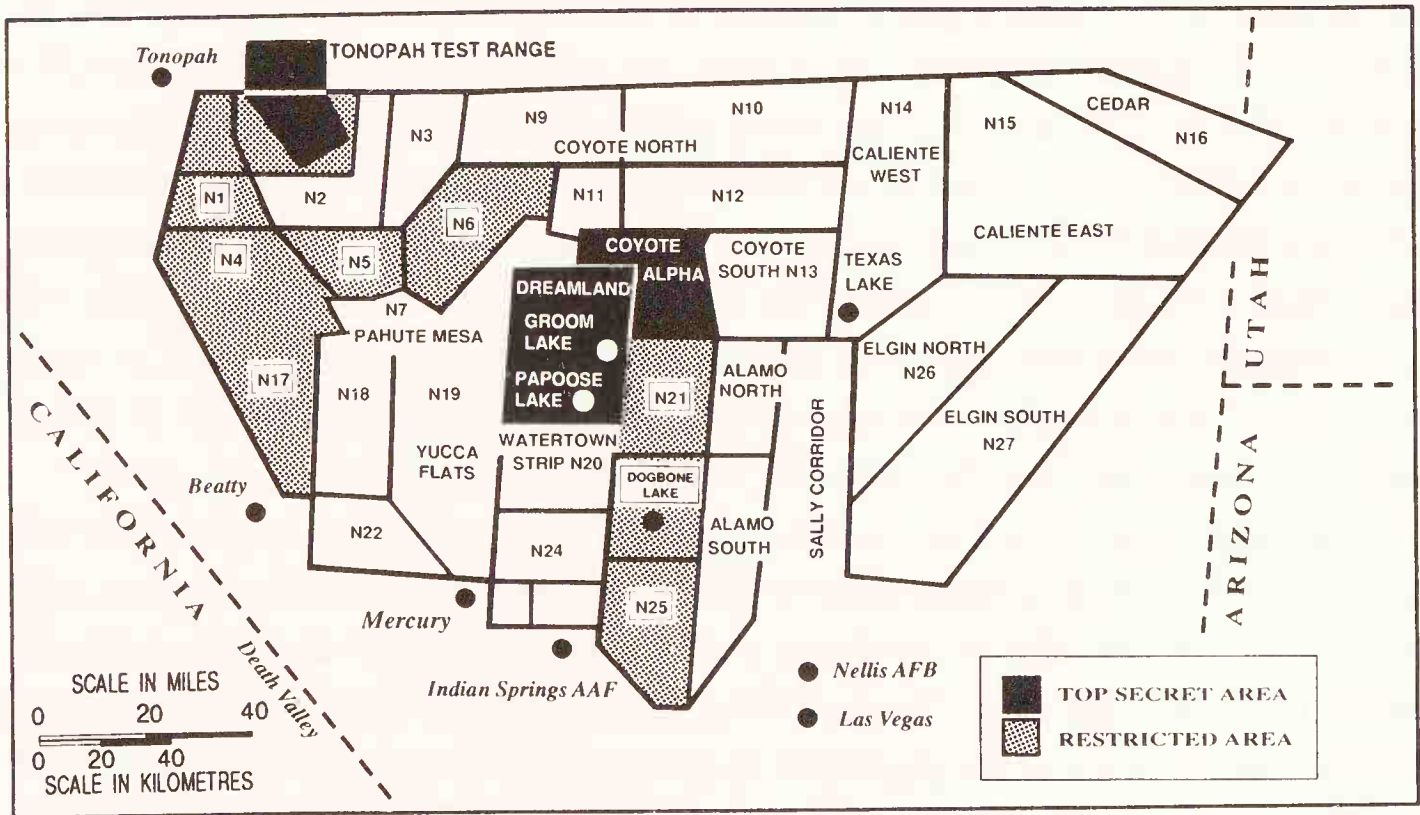 Tonopah
TONOPAH TEST RANGE
N3
N9
N10
N14
N15
CEDAR
N16
COYOTE NORTH
CALIENTE
WEST
N1
N2
N11
N12
N6
CALIENTE EAST
N4
N5
COYOTE
ALPHA
COYOTE
SOUTH N13
TEXAS
LAKE
DREAMLAND
GROOM
LAKE
PAPOOSE
LAKE
N7
PAHUTE MESA
N17
N18
N19
N21
ALAMO
NORTH
ELGIN NORTH
N26
ELGIN SOUTH
N27
YUCCA
FLATS
WATERTOWN
STRIP N20
DOGBONE
LAKE
SALLY CORRIDOR
ALAMO
SOUTH
Beatty
N22
N24
N25
Mercury
Indian Springs AAF
Nellis AFB
Las Vegas
CALIFORNIA
Death Valley
UTAH
ARIZONA
SCALE IN MILES
0 20 40
0 20 40
SCALE IN KILOMETRES
TOP SECRET AREA
RESTRICTED AREA